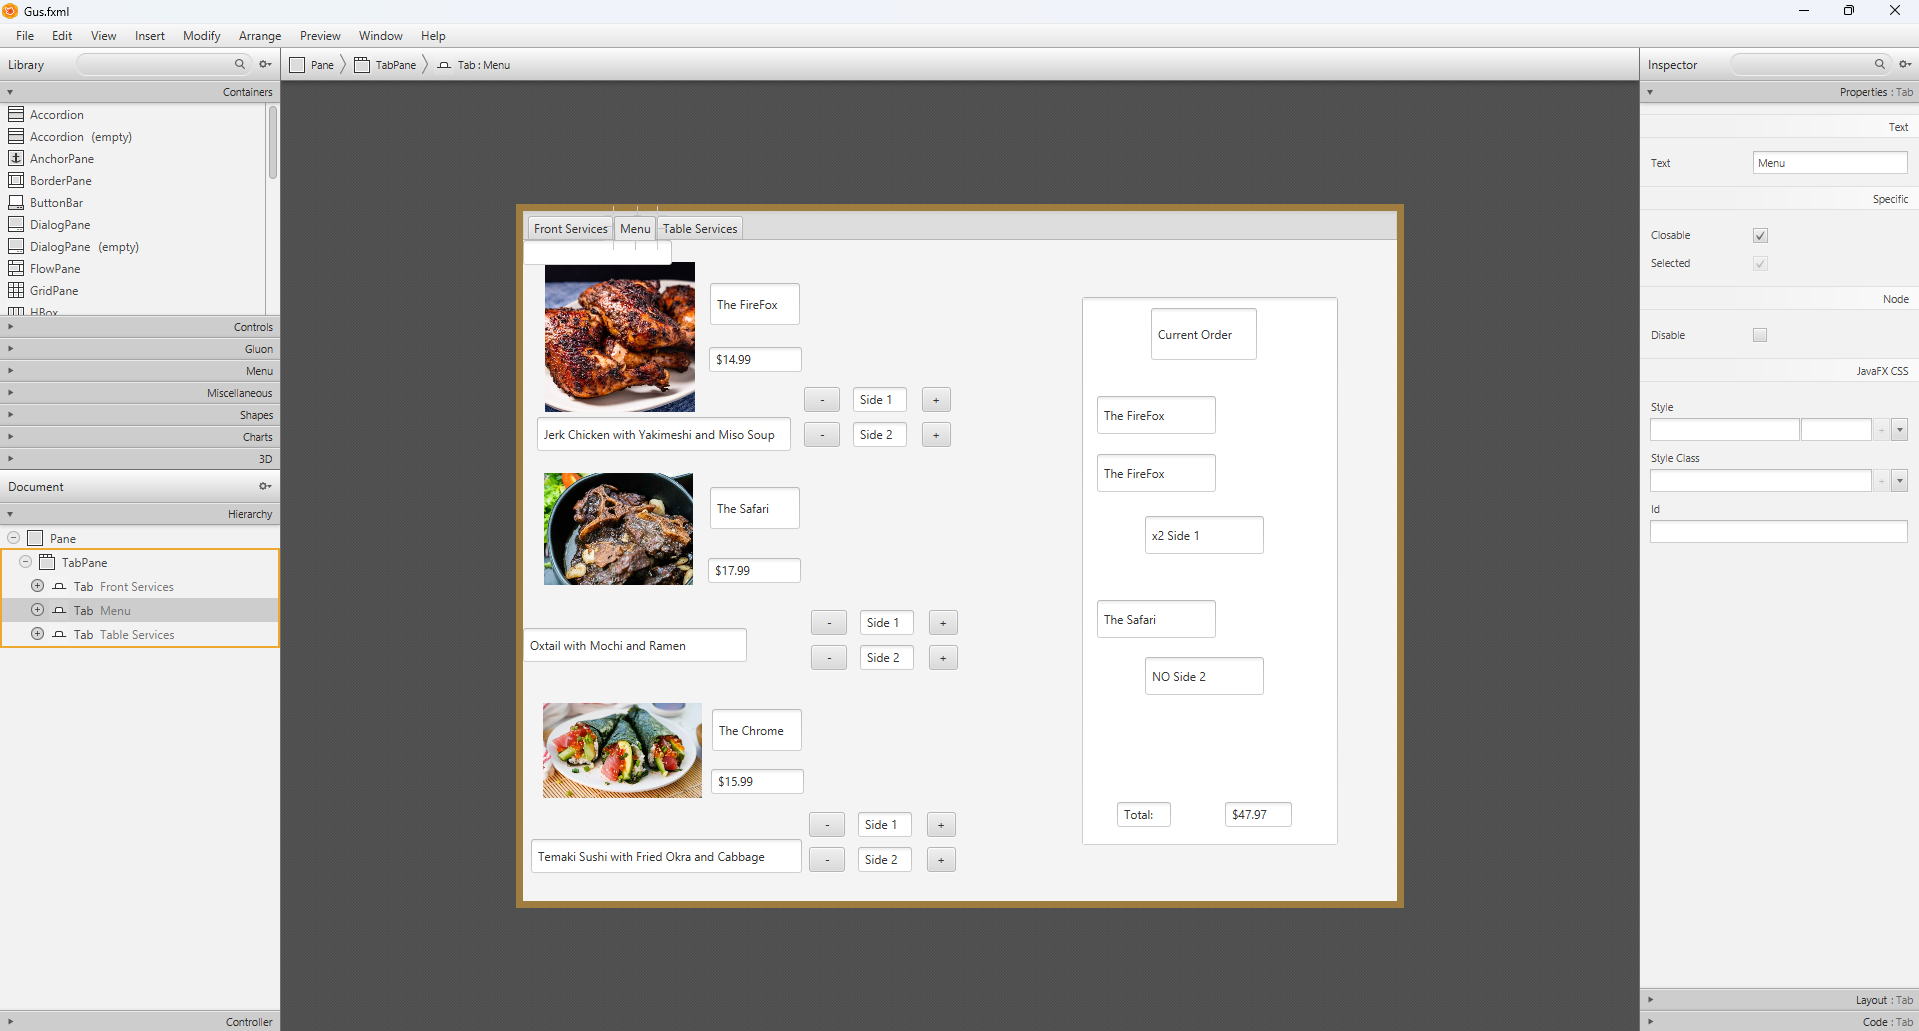 Gus.fxml
File Edit View Insert Modify Arrange Preview Window Help
Library
Pane TabPane Tab : Menu
Inspector
Containers
Accordion
Accordion (empty)
AnchorPane
BorderPane
ButtonBar
DialogPane
DialogPane (empty)
FlowPane
GridPane
HBox
Controls
Gluon
Menu
Miscellaneous
Shapes
Charts
3D
Document
Hierarchy
Pane
TabPane
Tab Front Services
Tab Menu
Tab Table Services
Controller
Front Services Menu Table Services
The FireFox
$14.99
- Side 1 +
Jerk Chicken with Yakimeshi and Miso Soup
- Side 2 +
The Safari
$17.99
- Side 1 +
Oxtail with Mochi and Ramen
- Side 2 +
The Chrome
$15.99
- Side 1 +
Temaki Sushi with Fried Okra and Cabbage
- Side 2 +
Current Order
The FireFox
The FireFox
x2 Side 1
The Safari
NO Side 2
Total: $47.97
Properties : Tab
Text
Text Menu
Specific
Closable
Selected
Node
Disable
JavaFX CSS
Style
+
Style Class
+
Id
Layout : Tab
Code : Tab